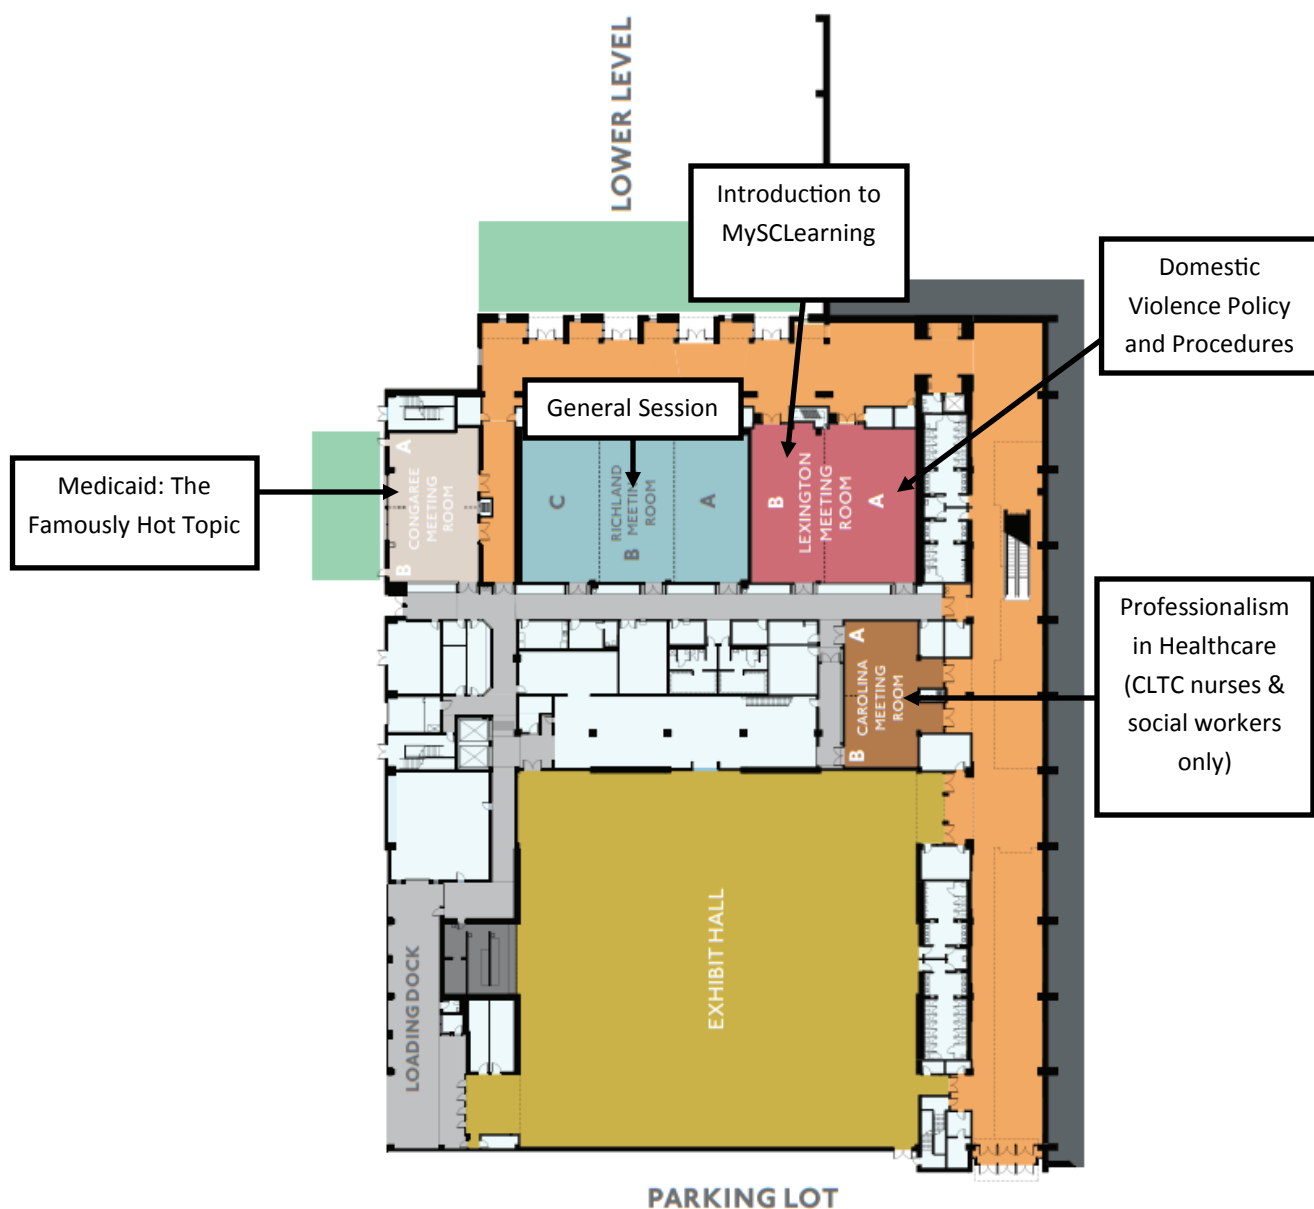 LOWER LEVEL
Introduction to
MySCLearning
Domestic
Violence Policy
and Procedures
General Session
Medicaid: The
Famously Hot Topic
A
CONGAREE
MEETING
ROOM
B
C
RICHLAND
MEETING
ROOM
B
A
B
LEXINGTON
MEETING
ROOM
A
Professionalism
in Healthcare
(CLTC nurses &
social workers
only)
A
CAROLINA
MEETING
ROOM
B
EXHIBIT HALL
LOADING DOCK
PARKING LOT